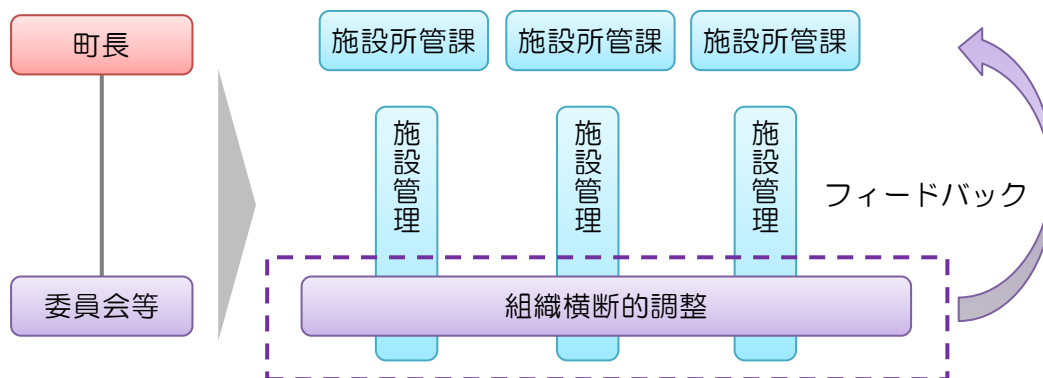 町長
施設所管課
施設所管課
施設所管課
施設管理
施設管理
施設管理
フィードバック
委員会等
組織横断的調整